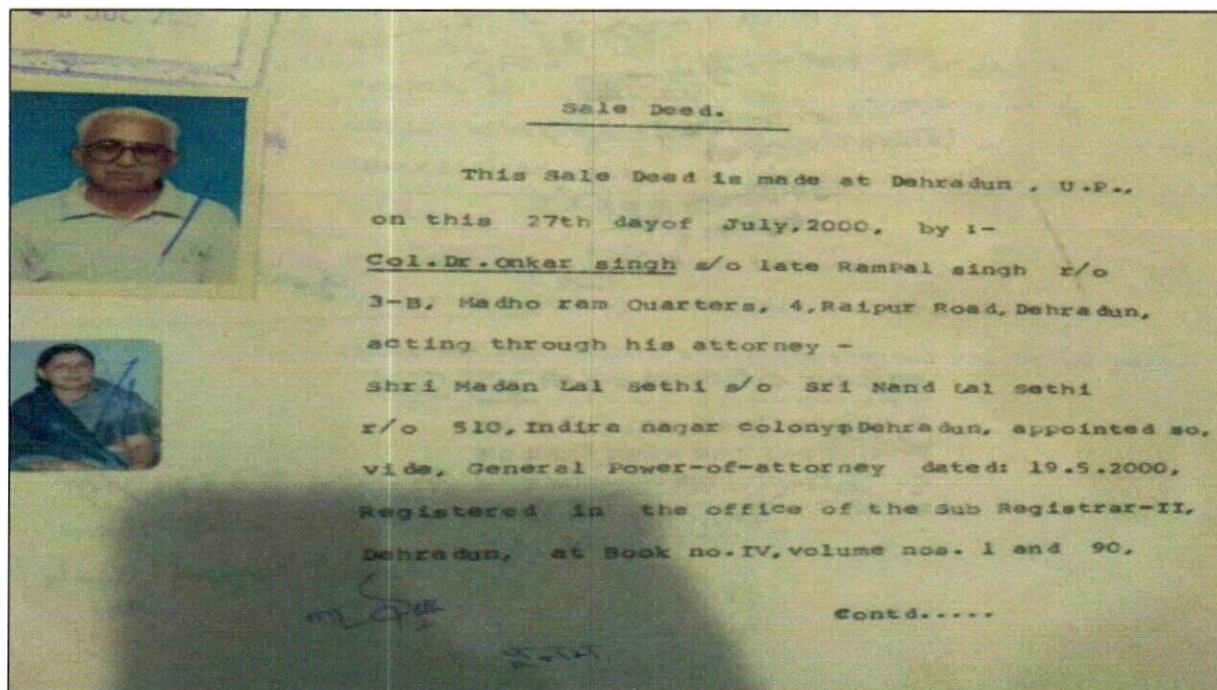 JUL
Sale Deed.
This Sale Deed is made at Dehradun , U.P.,
on this 27th dayof July,2000, by :-
Col.Dr.Onkar singh s/o late RamPal singh r/o
3-B, Madho ram Quarters, 4,Raipur Road,Dehradun,
acting through his attorney -
Shri Madan Lal Sethi s/o Sri Nand Lal Sethi
r/o 510,Indira nagar colony Dehradun, appointed so,
vide, General Power-of-attorney dated: 19.5.2000,
Registered in the office of the Sub Registrar-II,
Dehradun, at Book no.IV,volume nos. 1 and 90,
Contd.....